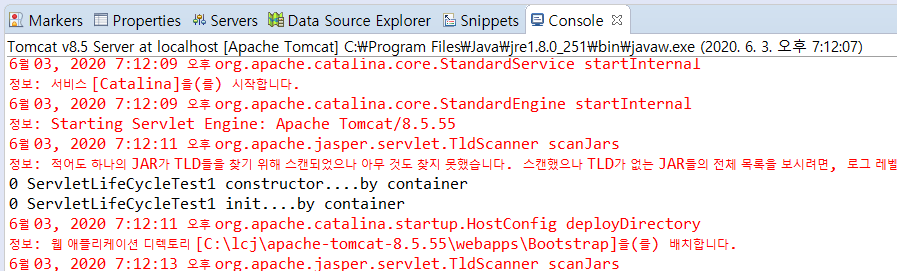 Markers Properties Servers Data Source Explorer Snippets Console
Tomcat v8.5 Server at localhost [Apache Tomcat] C:₩Program Files₩Java₩jre1.8.0_251₩bin₩javaw.exe (2020. 6. 3. 오후 7:12:07)
6월 03, 2020 7:12:09 오후 org.apache.catalina.core.StandardService startInternal
정보: 서비스 [Catalina]을(를) 시작합니다.
6월 03, 2020 7:12:09 오후 org.apache.catalina.core.StandardEngine startInternal
정보: Starting Servlet Engine: Apache Tomcat/8.5.55
6월 03, 2020 7:12:11 오후 org.apache.jasper.servlet.TldScanner scanJars
정보: 적어도 하나의 JAR가 TLD들을 찾기 위해 스캔되었으나 아무 것도 찾지 못했습니다. 스캔했으나 TLD가 없는 JAR들의 전체 목록을 보시려면, 로그 레벨
0 ServletLifeCycleTest1 constructor....by container
0 ServletLifeCycleTest1 init....by container
6월 03, 2020 7:12:11 오후 org.apache.catalina.startup.HostConfig deployDirectory
정보: 웹 애플리케이션 디렉토리 [C:\lcj\apache-tomcat-8.5.55\webapps\Bootstrap]을(를) 배치합니다.
6월 03, 2020 7:12:13 오후 org.apache.jasper.servlet.TldScanner scanJars